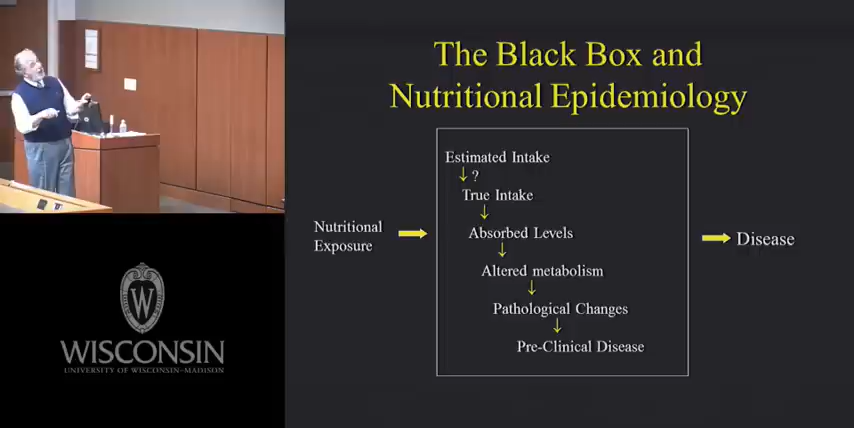 The Black Box and
Nutritional Epidemiology
Estimated Intake
↓ ?
True Intake
↓
Absorbed Levels
↓
Altered metabolism
↓
Pathological Changes
↓
Pre-Clinical Disease
Nutritional
Exposure
Disease
W
WISCONSIN
UNIVERSITY OF WISCONSIN–MADISON